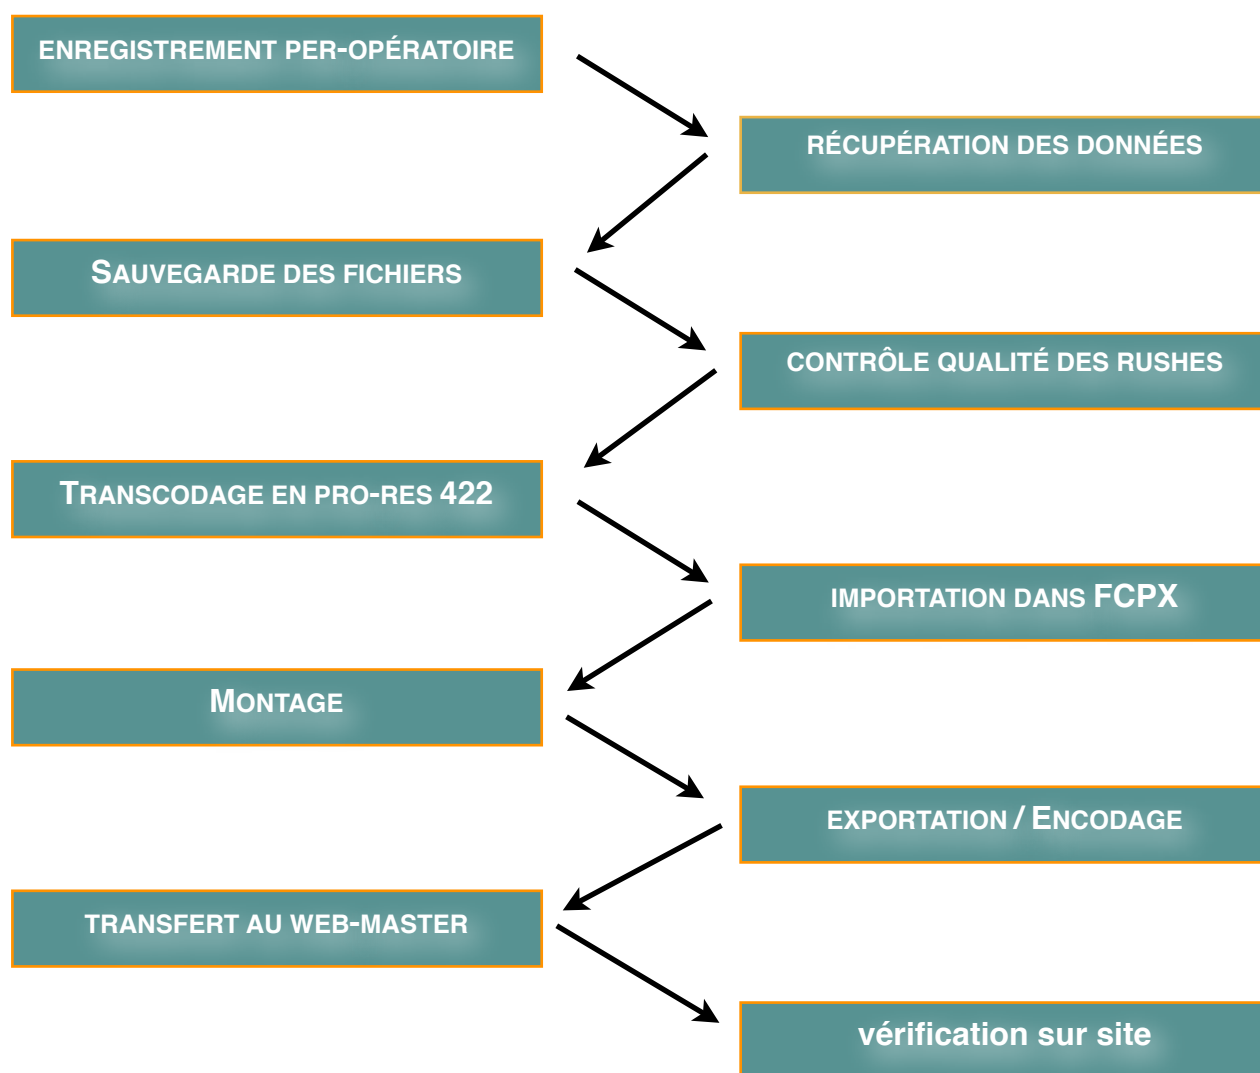 ENREGISTREMENT PER-OPÉRATOIRE
RÉCUPÉRATION DES DONNÉES
SAUVEGARDE DES FICHIERS
CONTRÔLE QUALITÉ DES RUSHES
TRANSCODAGE EN PRO-RES 422
IMPORTATION DANS FCPX
MONTAGE
EXPORTATION / ENCODAGE
TRANSFERT AU WEB-MASTER
vérification sur site